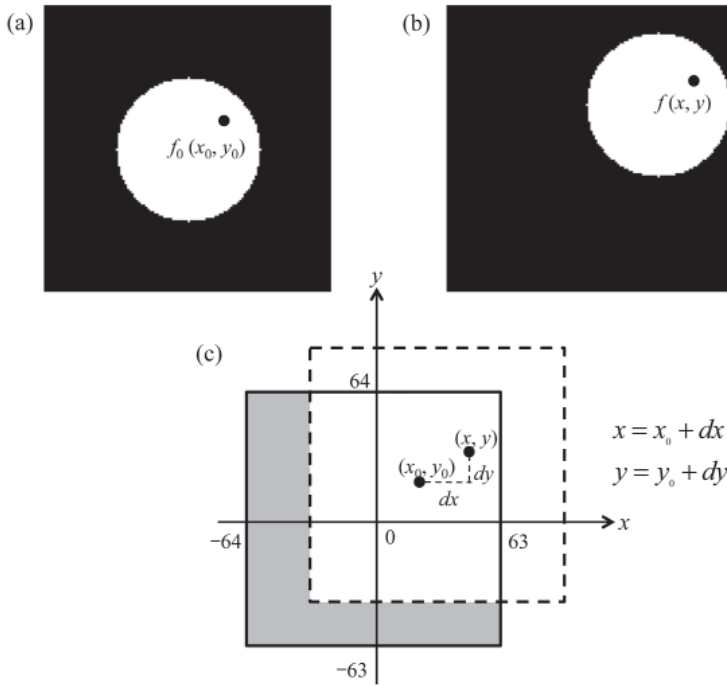 (a)
f₀ (x₀, y₀)
(b)
f (x, y)
(c)
y
64
(x, y)
(x₀, y₀)
dy
dx
x = x₀ + dx
y = y₀ + dy
−64
0
63
x
−63